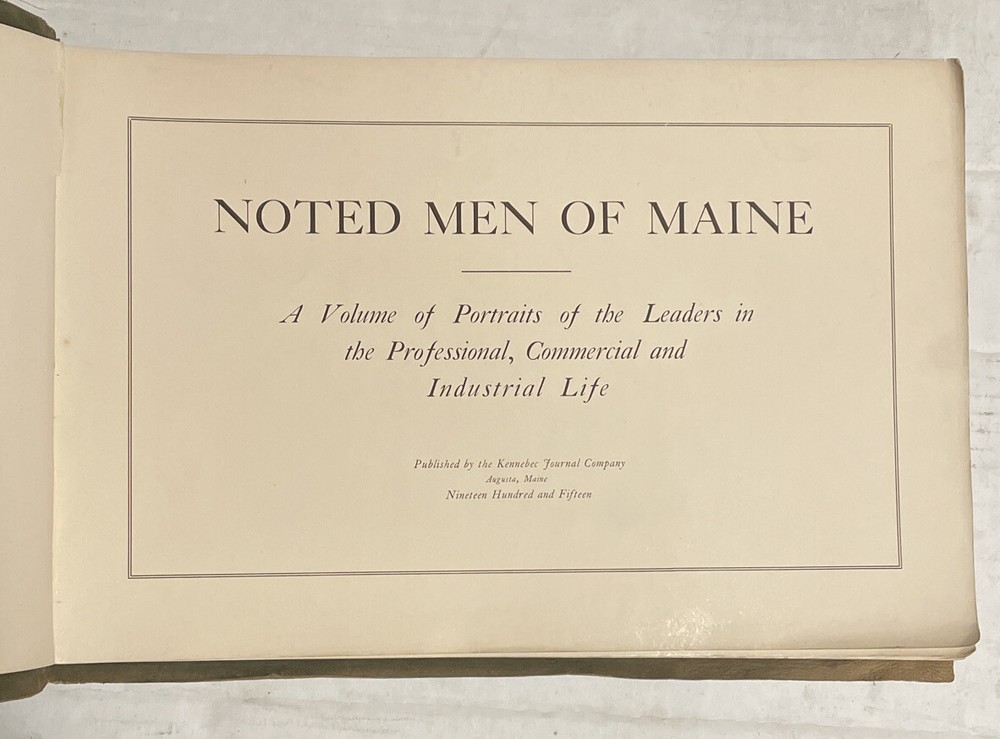 NOTED MEN OF MAINE
A Volume of Portraits of the Leaders in
the Professional, Commercial and
Industrial Life
Published by the Kennebec Journal Company
Augusta, Maine
Nineteen Hundred and Fifteen